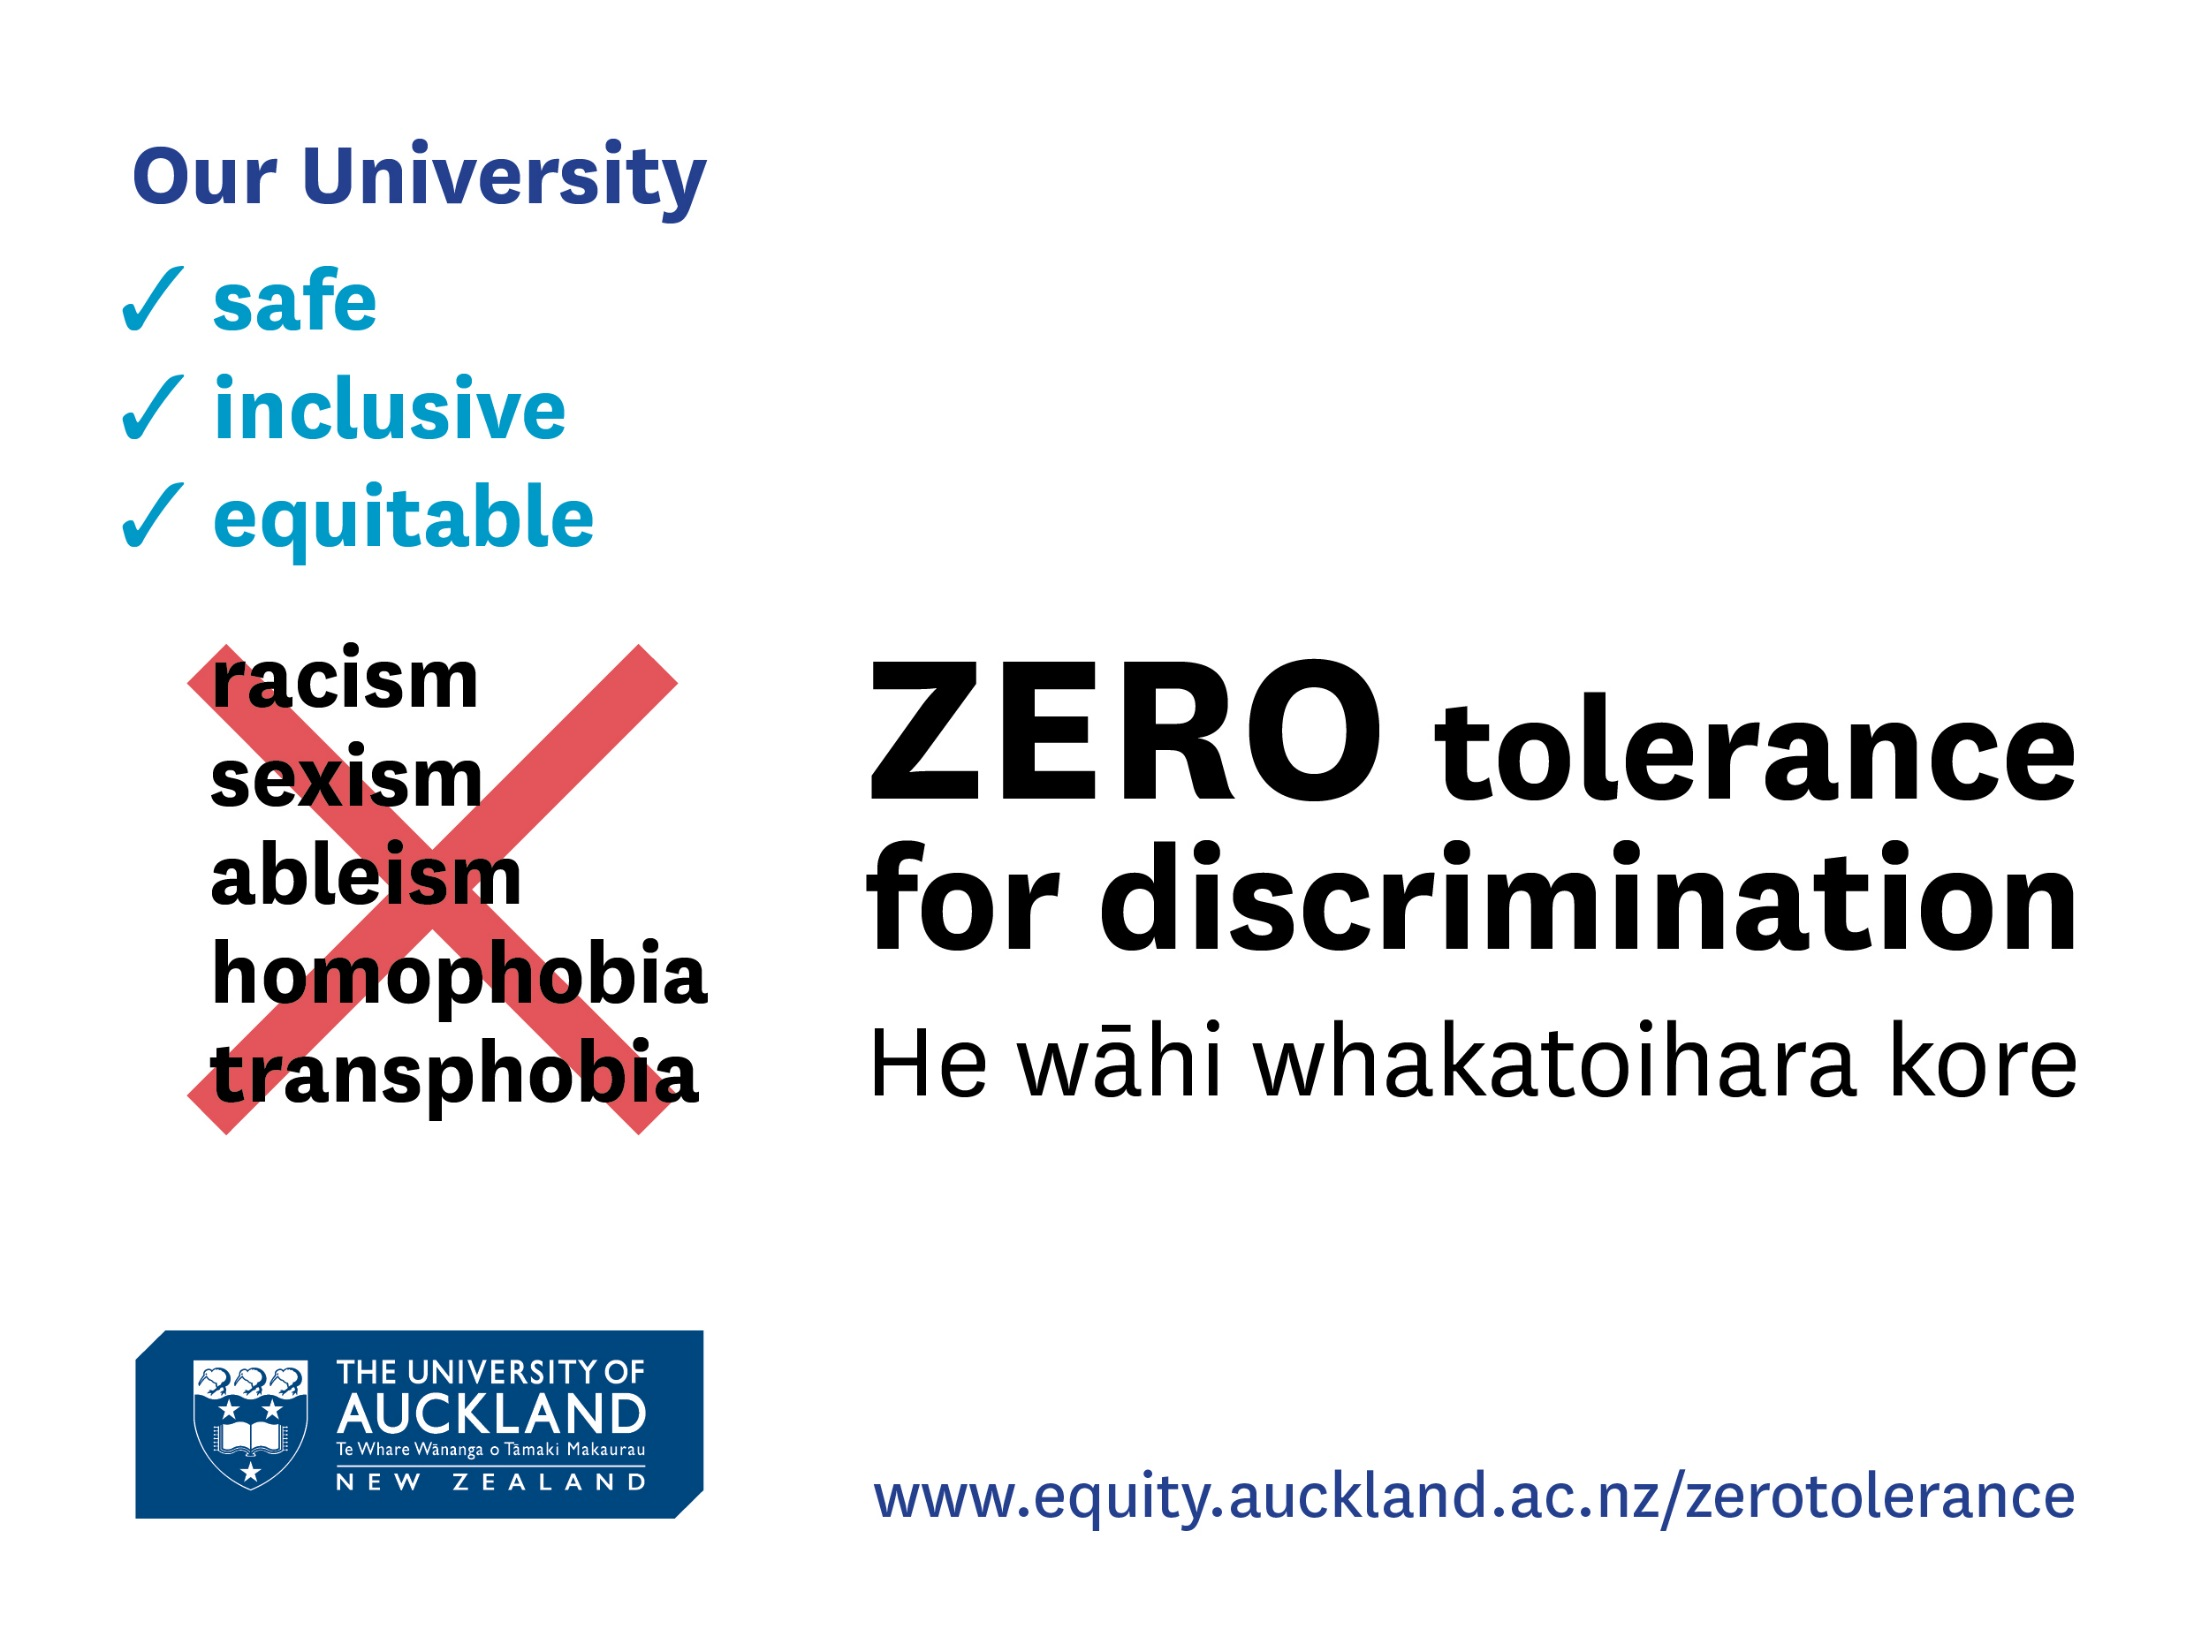 Our University
✓ safe
✓ inclusive
✓ equitable
racism
sexism
ableism
homophobia
transphobia
ZERO tolerance
for discrimination
He wāhi whakatoihara kore
THE UNIVERSITY OF
AUCKLAND
Te Whare Wānanga o Tāmaki Makaurau
NEW ZEALAND
www.equity.auckland.ac.nz/zerotolerance